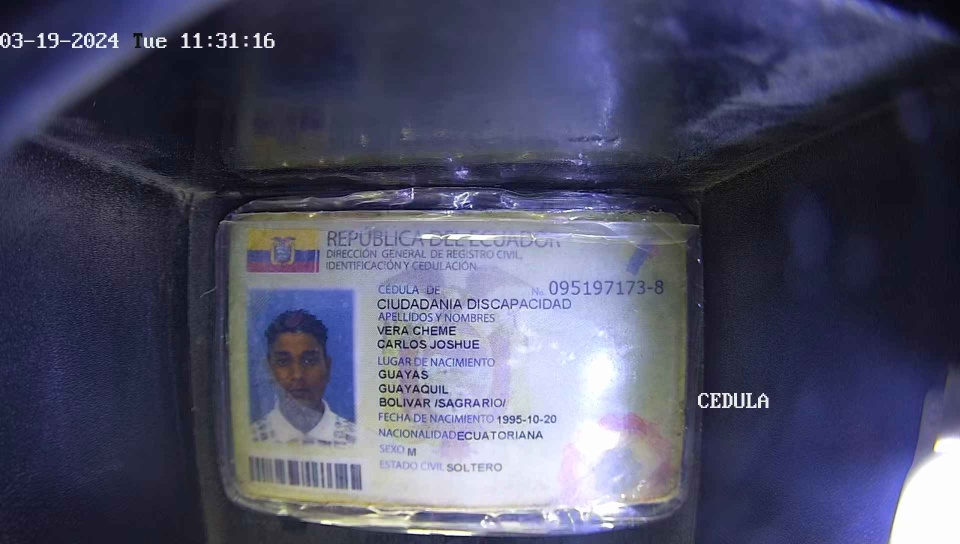 03-19-2024 Tue 11:31:16
REPÚBLICA DEL ECUADOR
DIRECCIÓN GENERAL DE REGISTRO CIVIL,
IDENTIFICACIÓN Y CEDULACIÓN
CÉDULA DE No. 095197173-8
CIUDADANIA DISCAPACIDAD
APELLIDOS Y NOMBRES
VERA CHEME
CARLOS JOSHUE
LUGAR DE NACIMIENTO
GUAYAS
GUAYAQUIL
BOLIVAR /SAGRARIO/
CEDULA
FECHA DE NACIMIENTO 1995-10-20
NACIONALIDAD ECUATORIANA
SEXO M
ESTADO CIVIL SOLTERO